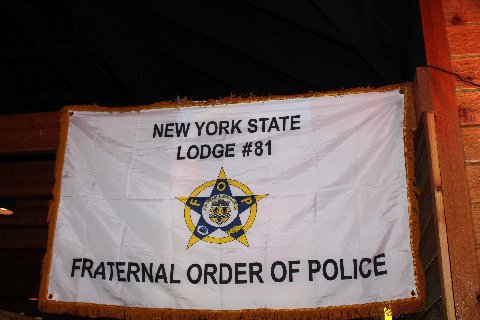 NEW YORK STATE
LODGE #81
F O P
FRATERNAL ORDER OF POLICE